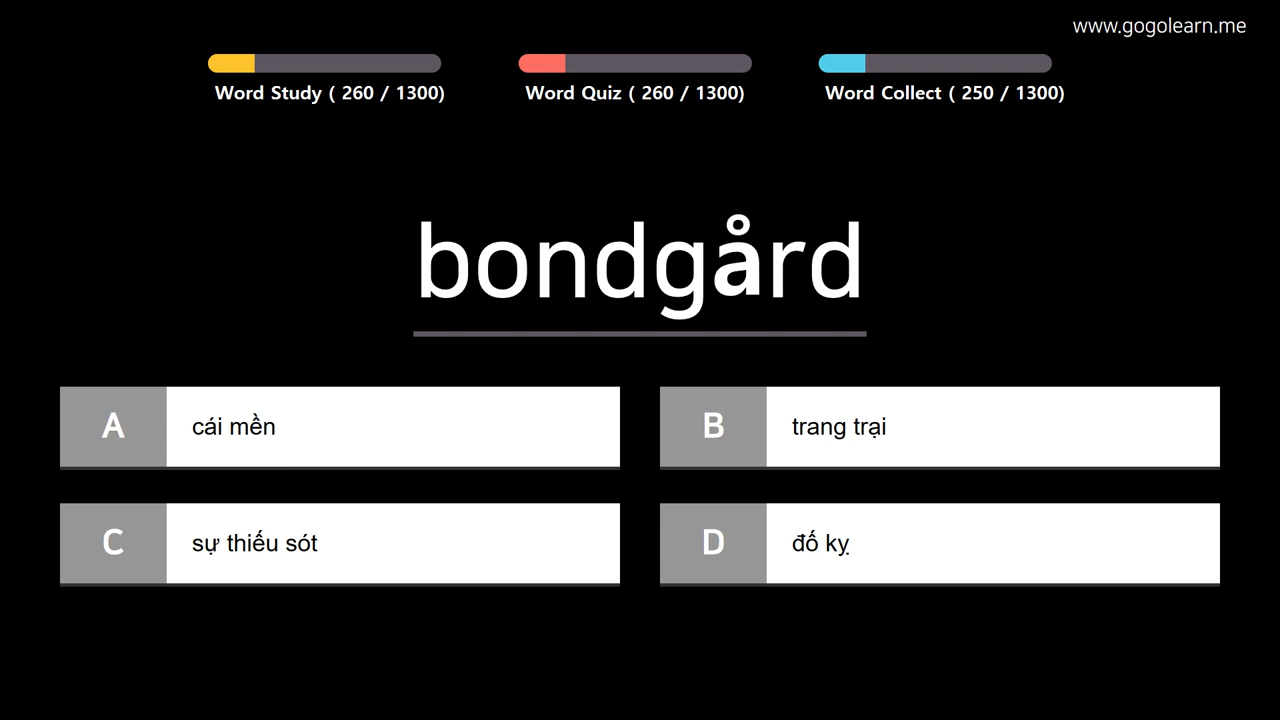 www.gogolearn.me
Word Study ( 260 / 1300)
Word Quiz ( 260 / 1300)
Word Collect ( 250 / 1300)
bondgård
A cái mền
B trang trại
C sự thiếu sót
D đố kỵ